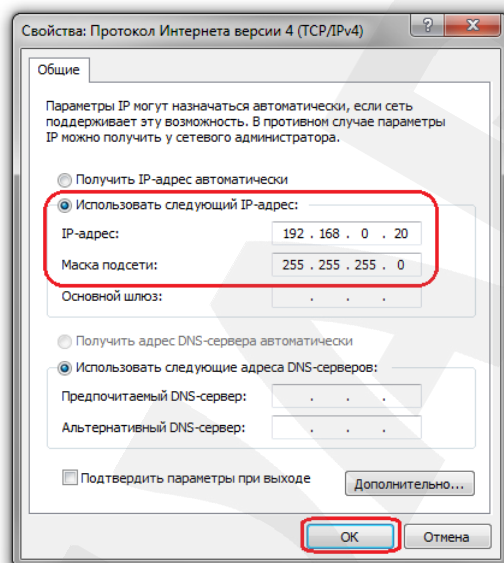 Свойства: Протокол Интернета версии 4 (TCP/IPv4)
Общие
Параметры IP могут назначаться автоматически, если сеть
поддерживает эту возможность. В противном случае параметры
IP можно получить у сетевого администратора.
Получить IP-адрес автоматически
Использовать следующий IP-адрес:
IP-адрес: 192 . 168 . 0 . 20
Маска подсети: 255 . 255 . 255 . 0
Основной шлюз: . . .
Получить адрес DNS-сервера автоматически
Использовать следующие адреса DNS-серверов:
Предпочитаемый DNS-сервер: . . .
Альтернативный DNS-сервер: . . .
Подтвердить параметры при выходе
Дополнительно...
ОК Отмена